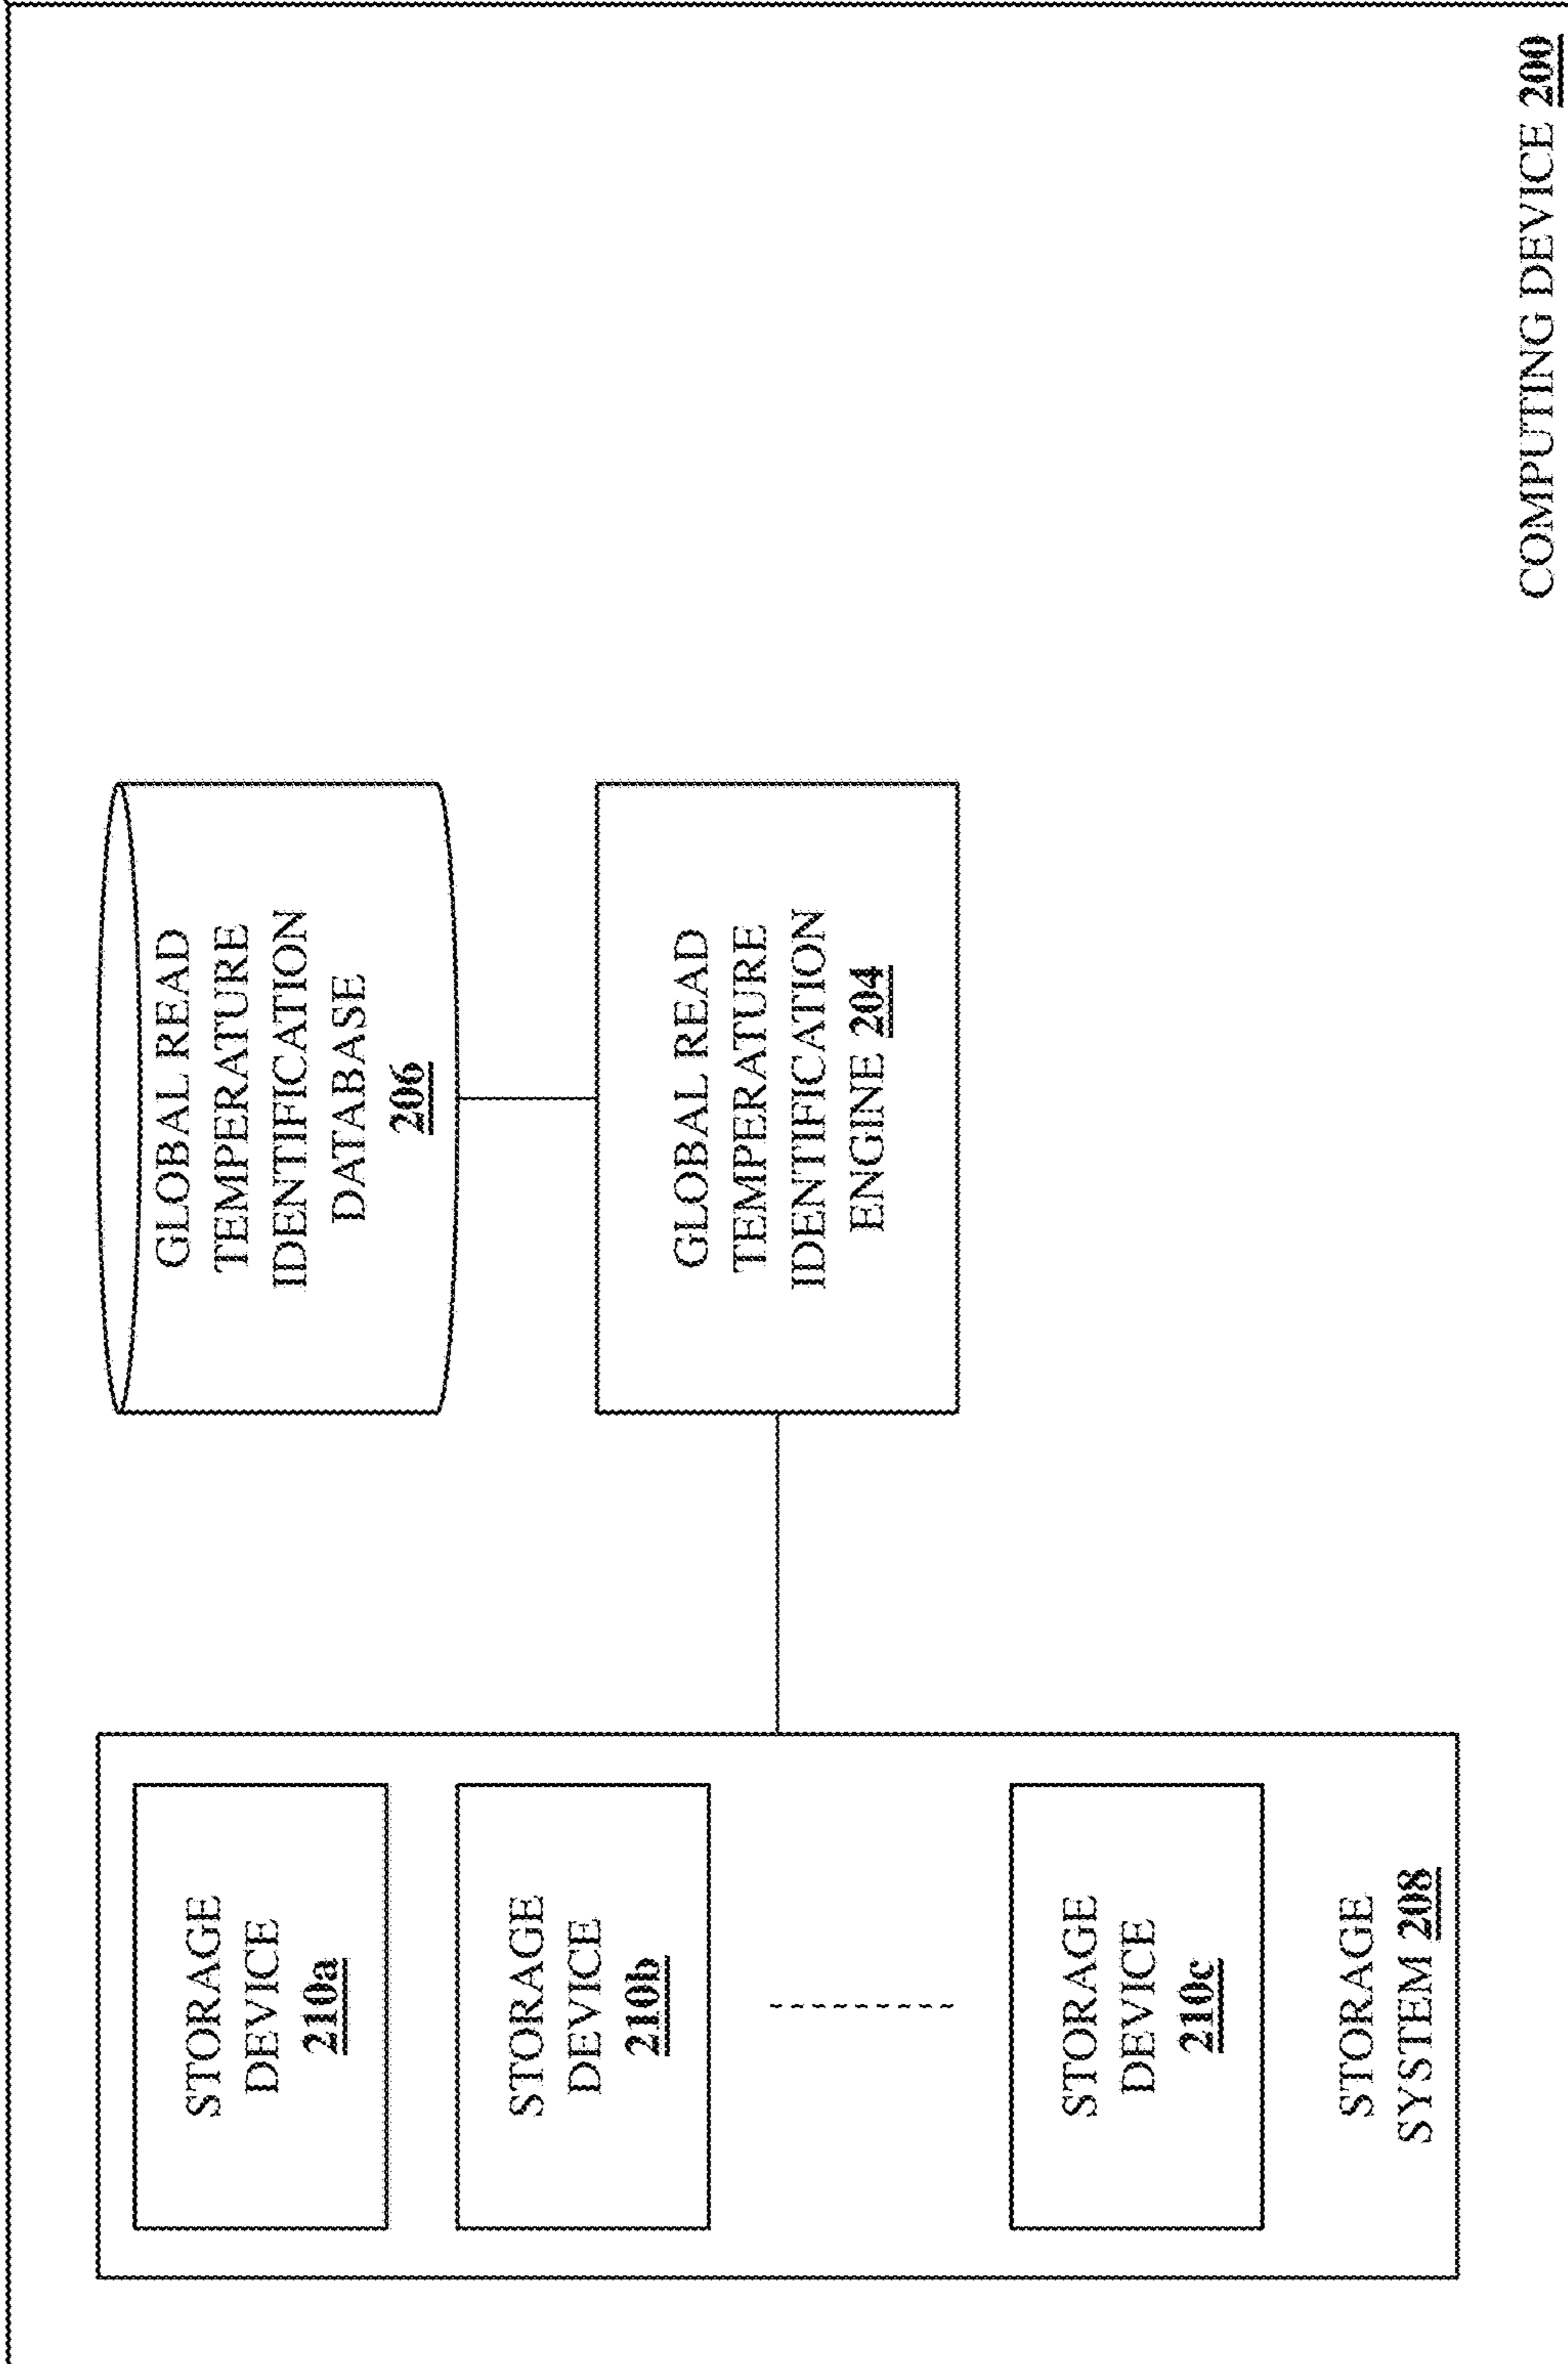 STORAGE
DEVICE
210a
STORAGE
DEVICE
210b
STORAGE
DEVICE
210c
STORAGE
SYSTEM 208
GLOBAL READ
TEMPERATURE
IDENTIFICATION
DATABASE
206
GLOBAL READ
TEMPERATURE
IDENTIFICATION
ENGINE 204
COMPUTING DEVICE 200